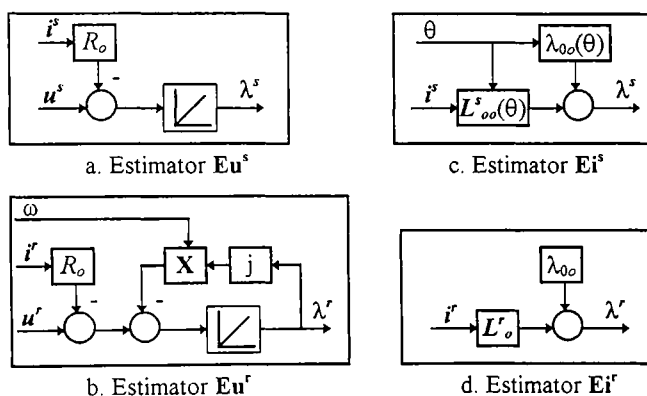 i^s
R_o
-
u^s
λ^s
a. Estimator Eu^s
θ
λ_0o(θ)
i^s
L^s_oo(θ)
λ^s
c. Estimator Ei^s
ω
i^r
R_o
X
j
-
-
u^r
λ^r
b. Estimator Eu^r
λ_0o
i^r
L^r_o
λ^r
d. Estimator Ei^r